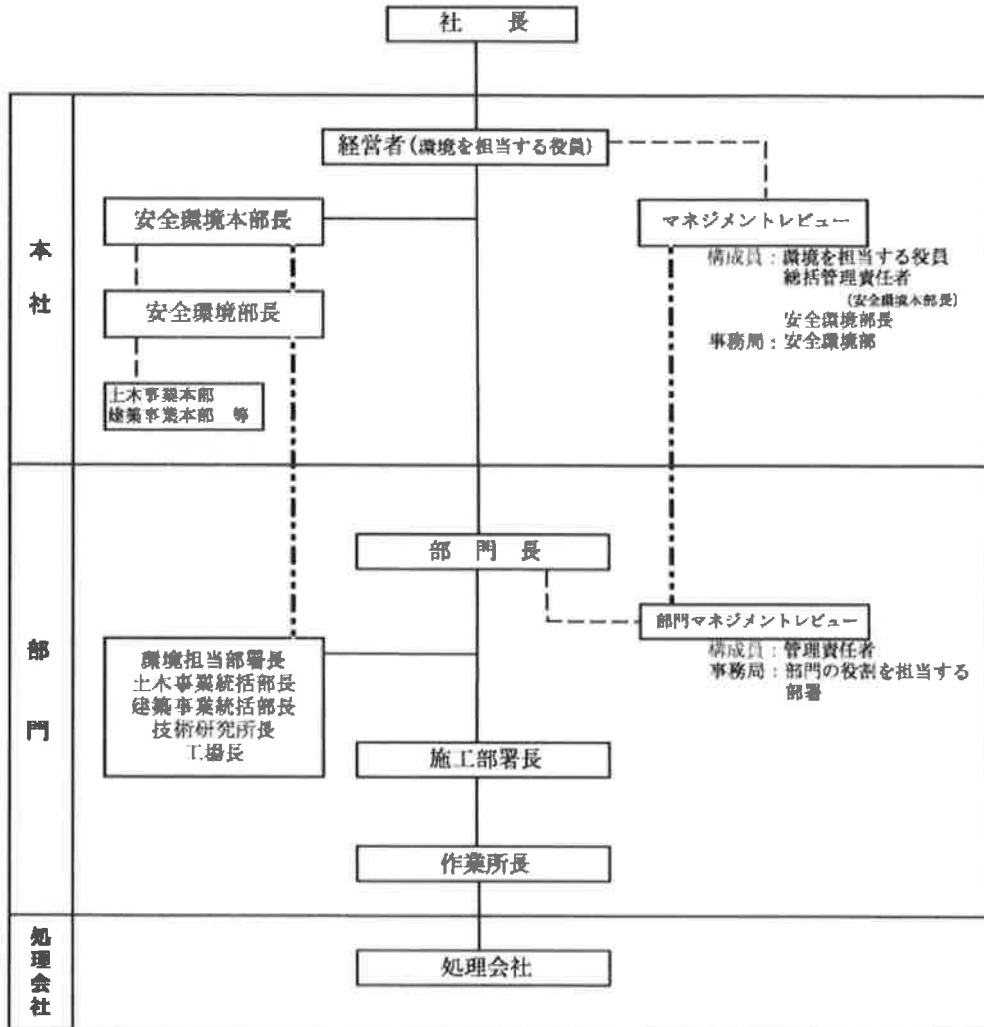 社　長
本社
経営者(環境を担当する役員)
安全環境本部長
安全環境部長
土木事業本部
建築事業本部　等
マネジメントレビュー
構成員：環境を担当する役員
総括管理責任者
(安全環境本部長)
安全環境部長
事務局：安全環境部
部門
部　門　長
部門マネジメントレビュー
構成員：管理責任者
事務局：部門の役割を担当する
部署
環境担当部署長
土木事業統括部長
建築事業統括部長
技術研究所長
工場長
施工部署長
作業所長
処理会社
処理会社